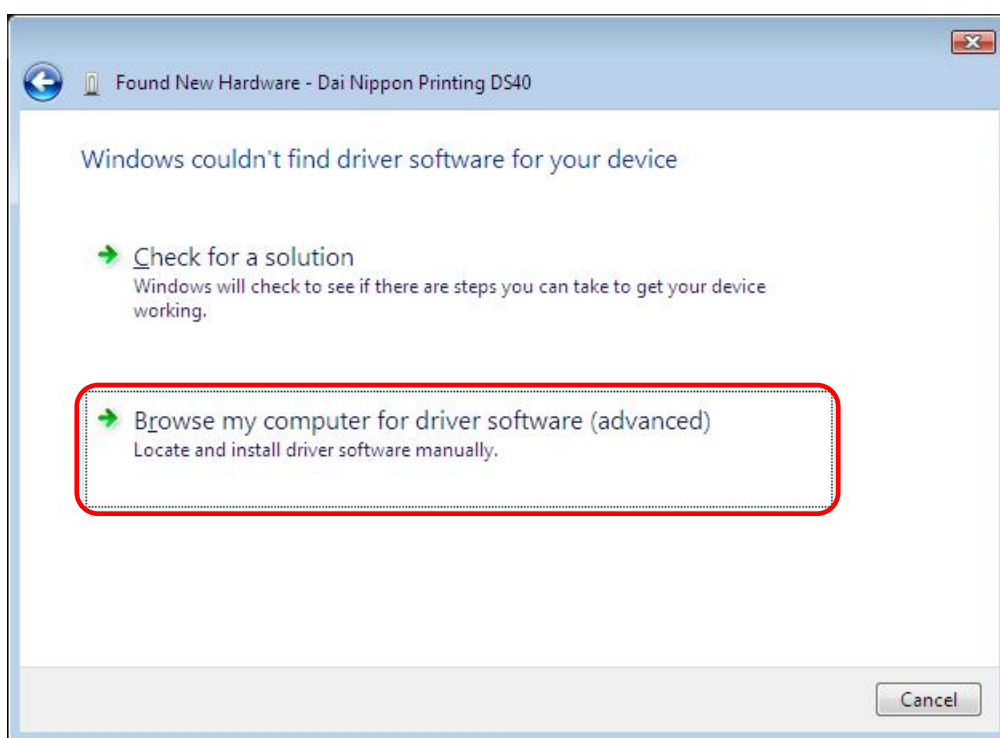 Found New Hardware - Dai Nippon Printing DS40
Windows couldn't find driver software for your device
Check for a solution
Windows will check to see if there are steps you can take to get your device
working.
Browse my computer for driver software (advanced)
Locate and install driver software manually.
Cancel